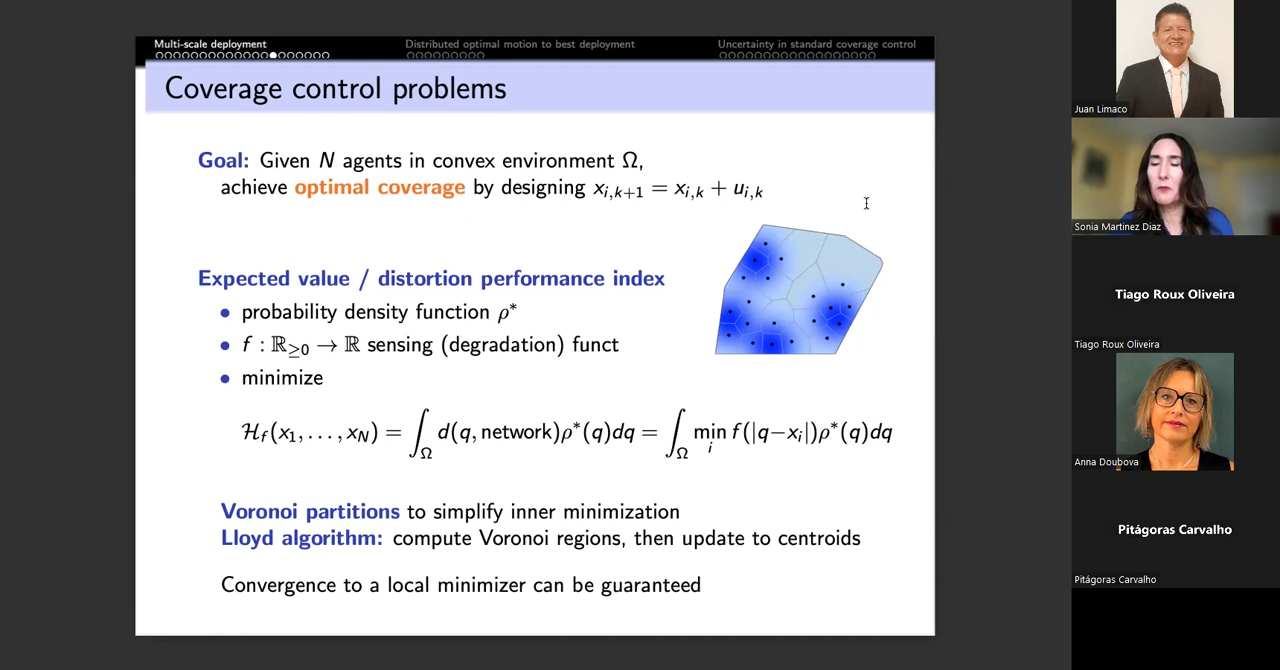 Multi-scale deployment
Distributed optimal motion to best deployment
Uncertainty in standard coverage control
Coverage control problems
Goal: Given N agents in convex environment Ω,
achieve optimal coverage by designing x_{i,k+1} = x_{i,k} + u_{i,k}
Expected value / distortion performance index
• probability density function ρ*
• f : ℝ_{≥0} → ℝ sensing (degradation) funct
• minimize
ℋ_f(x_1, . . . , x_N) = ∫_Ω d(q, network)ρ*(q)dq = ∫_Ω min_i f(|q−x_i|)ρ*(q)dq
Voronoi partitions to simplify inner minimization
Lloyd algorithm: compute Voronoi regions, then update to centroids
Convergence to a local minimizer can be guaranteed
Juan Limaco
Sonia Martinez Diaz
Tiago Roux Oliveira
Tiago Roux Oliveira
Anna Doubova
Pitágoras Carvalho
Pitágoras Carvalho